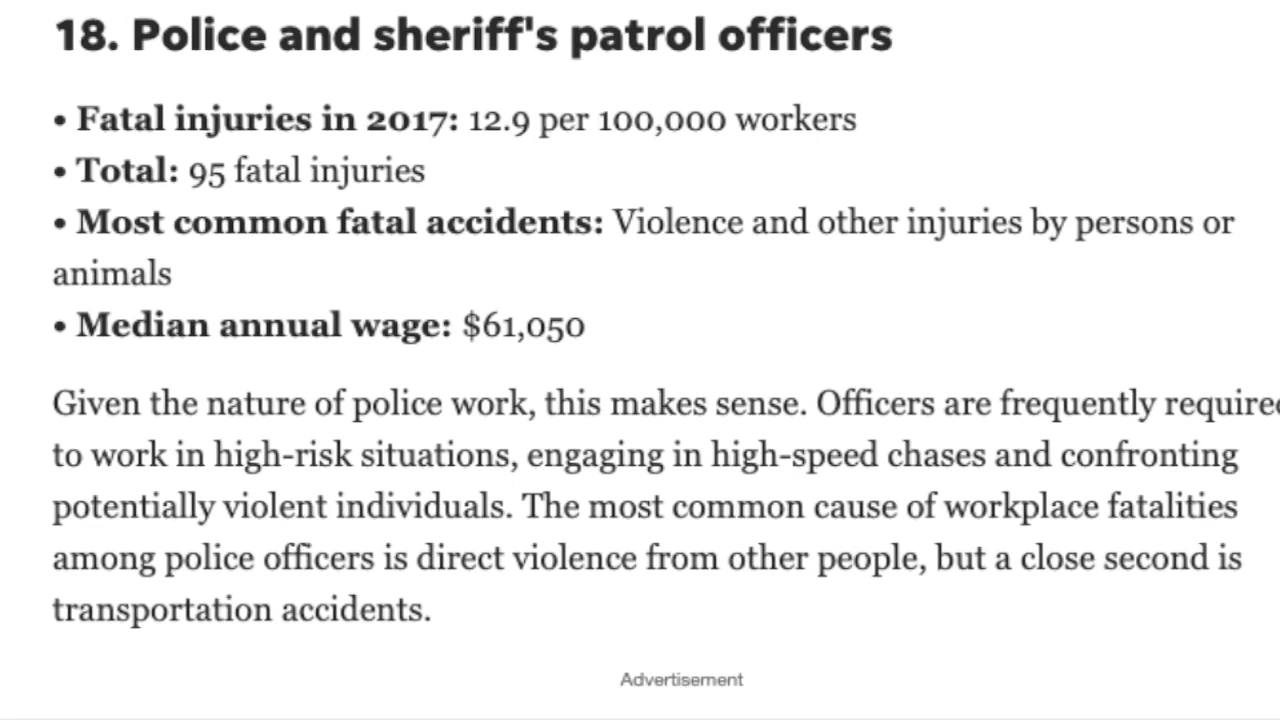 18. Police and sheriff's patrol officers
• Fatal injuries in 2017: 12.9 per 100,000 workers
• Total: 95 fatal injuries
• Most common fatal accidents: Violence and other injuries by persons or
animals
• Median annual wage: $61,050
Given the nature of police work, this makes sense. Officers are frequently required
to work in high-risk situations, engaging in high-speed chases and confronting
potentially violent individuals. The most common cause of workplace fatalities
among police officers is direct violence from other people, but a close second is
transportation accidents.
Advertisement